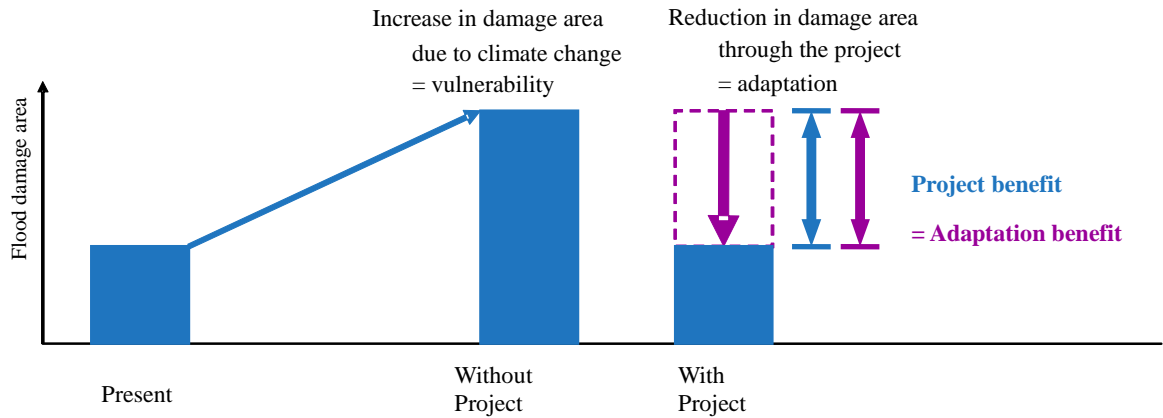 Increase in damage area
due to climate change
= vulnerability
Reduction in damage area
through the project
= adaptation
Flood damage area
Project benefit
= Adaptation benefit
Present
Without
Project
With
Project